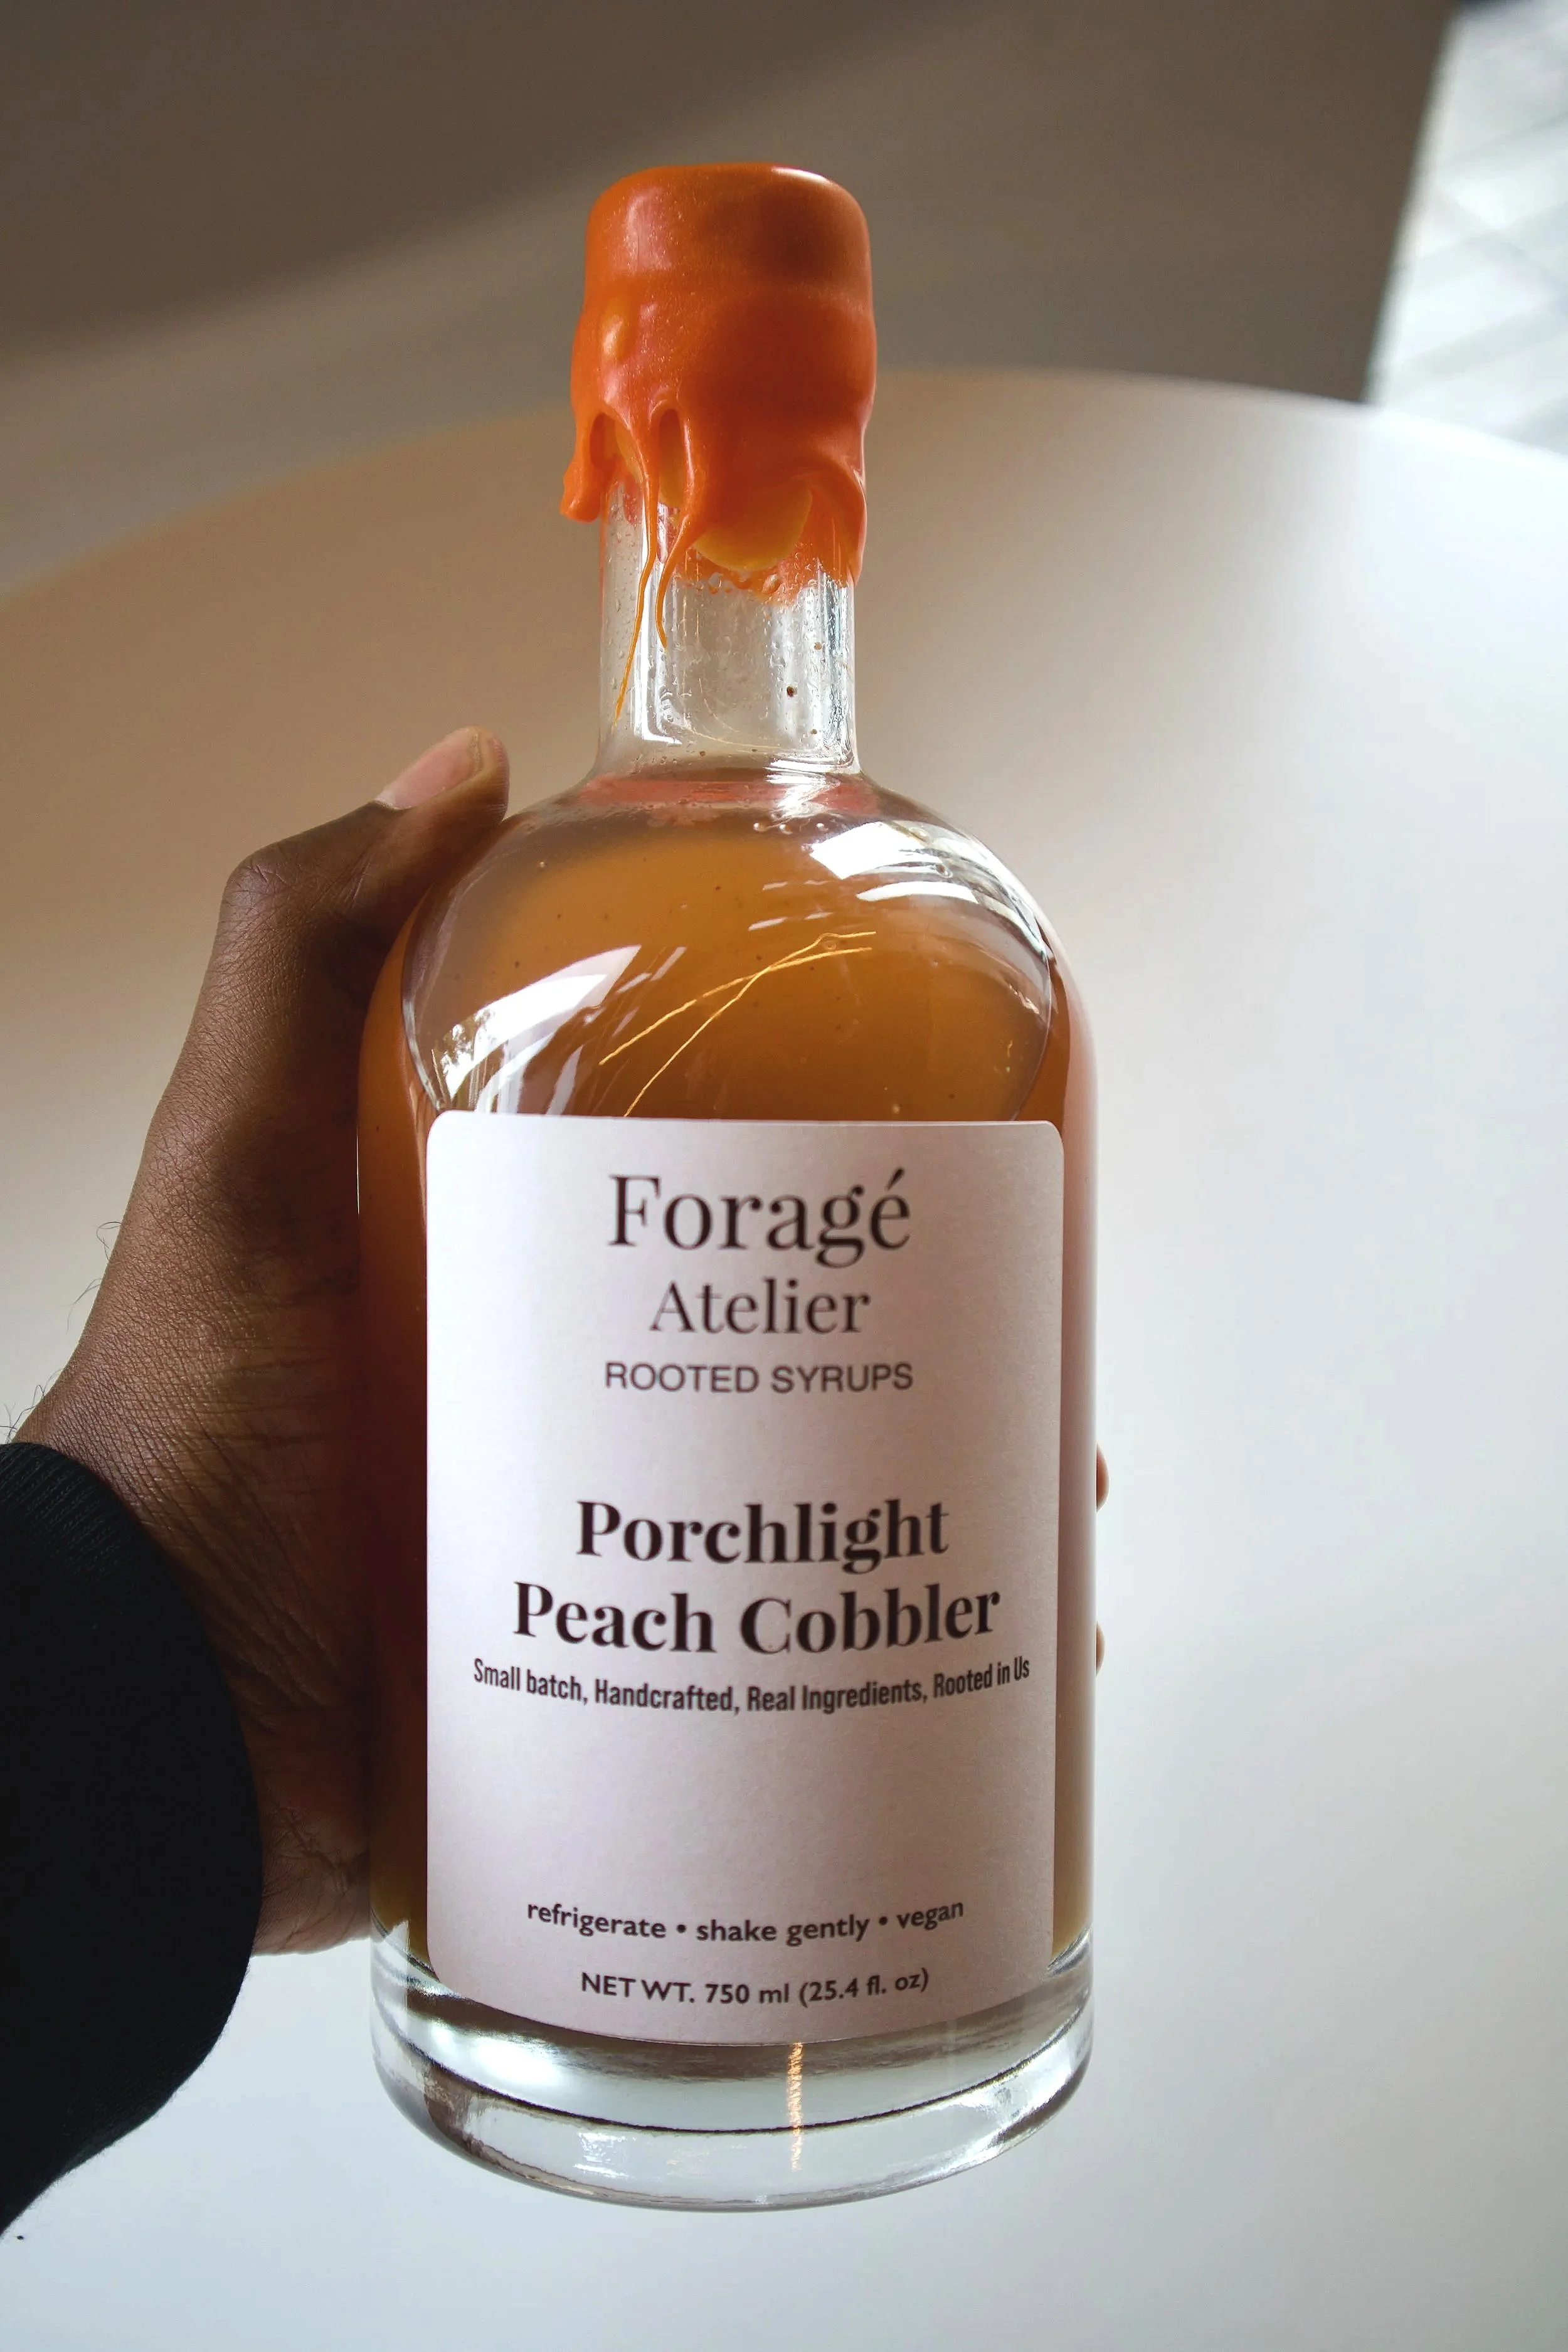 Foragé
Atelier
ROOTED SYRUPS
Porchlight
Peach Cobbler
Small batch, Handcrafted, Real Ingredients, Rooted in Us
refrigerate • shake gently • vegan
NET WT. 750 ml (25.4 fl. oz)